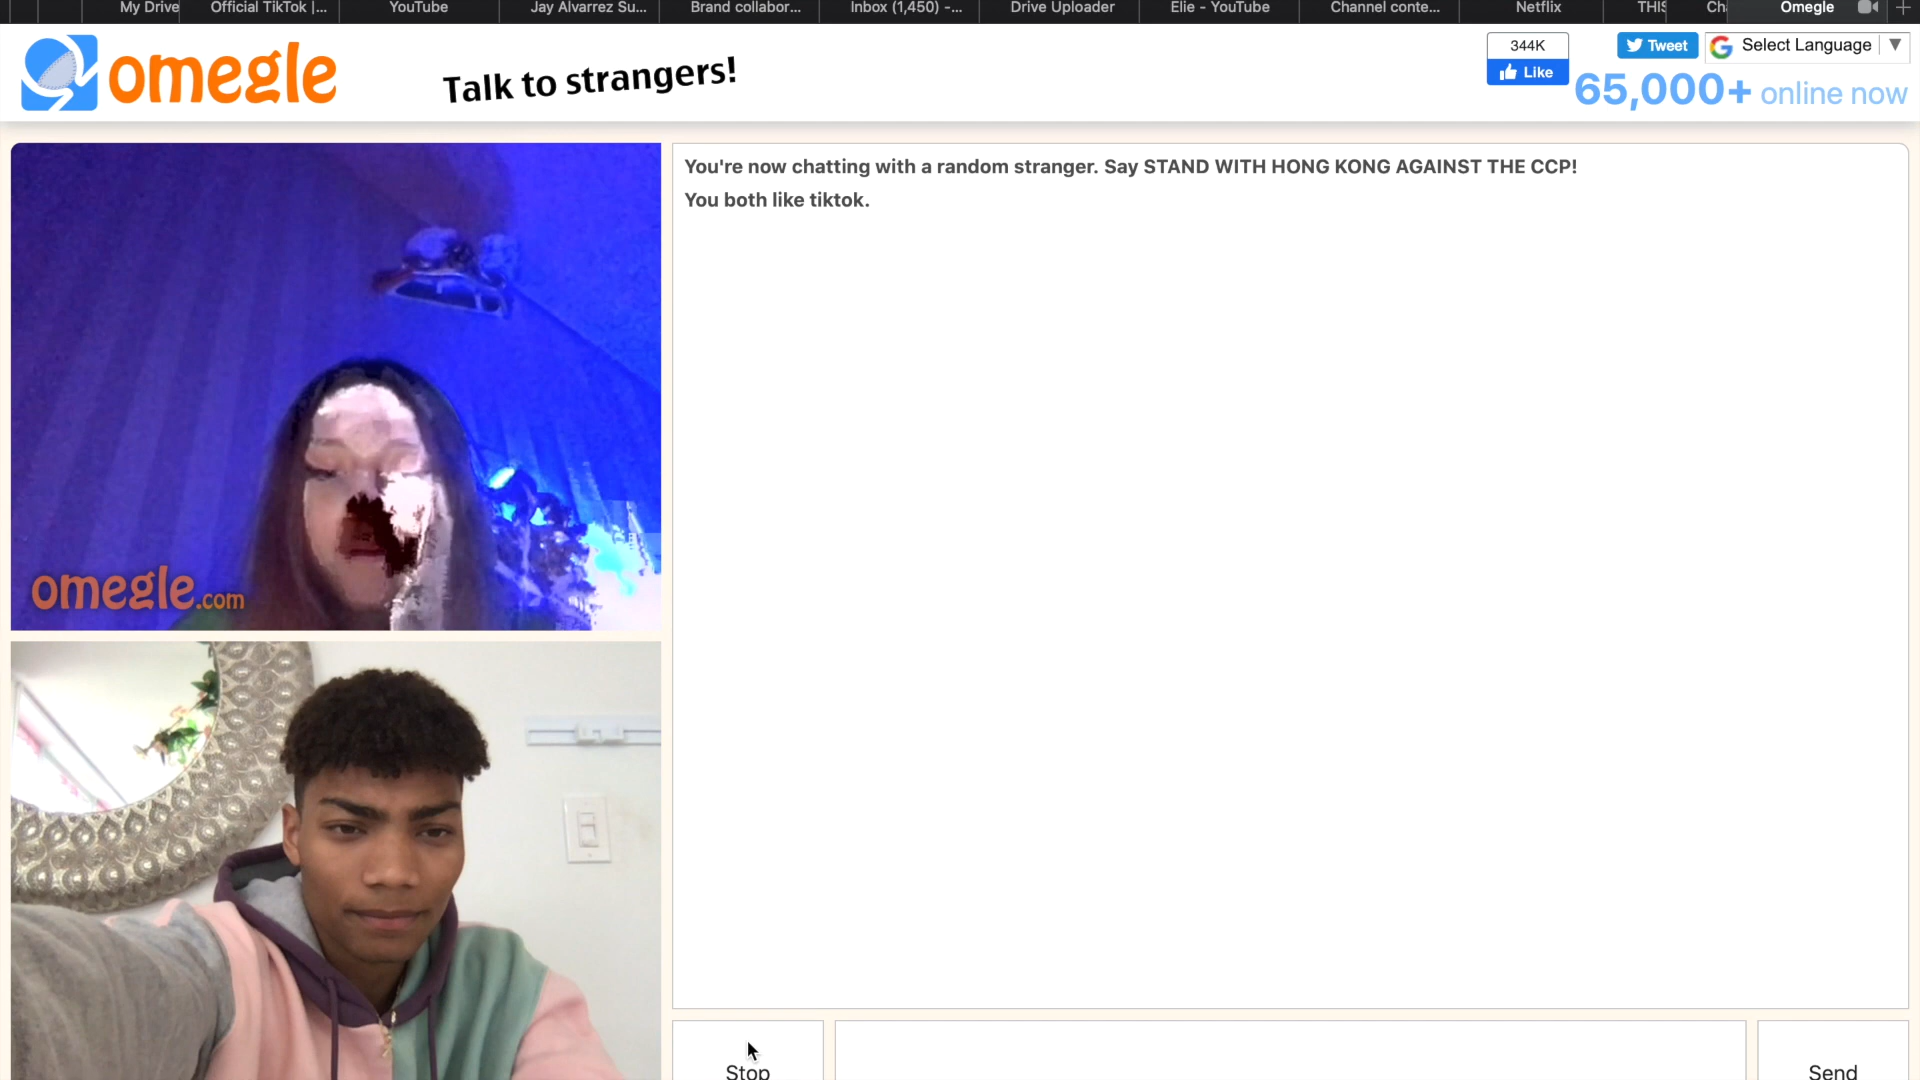 My Drive
Official TikTok |...
YouTube
Jay Alvarrez Su...
Brand collabor...
Inbox (1,450) -...
Drive Uploader
Elie - YouTube
Channel conte...
Netflix
THIS
Ch
Omegle
omegle
Talk to strangers!
344K
Like
Tweet
Select Language
65,000+ online now
You're now chatting with a random stranger. Say STAND WITH HONG KONG AGAINST THE CCP!
You both like tiktok.
omegle.com
Stop
Send